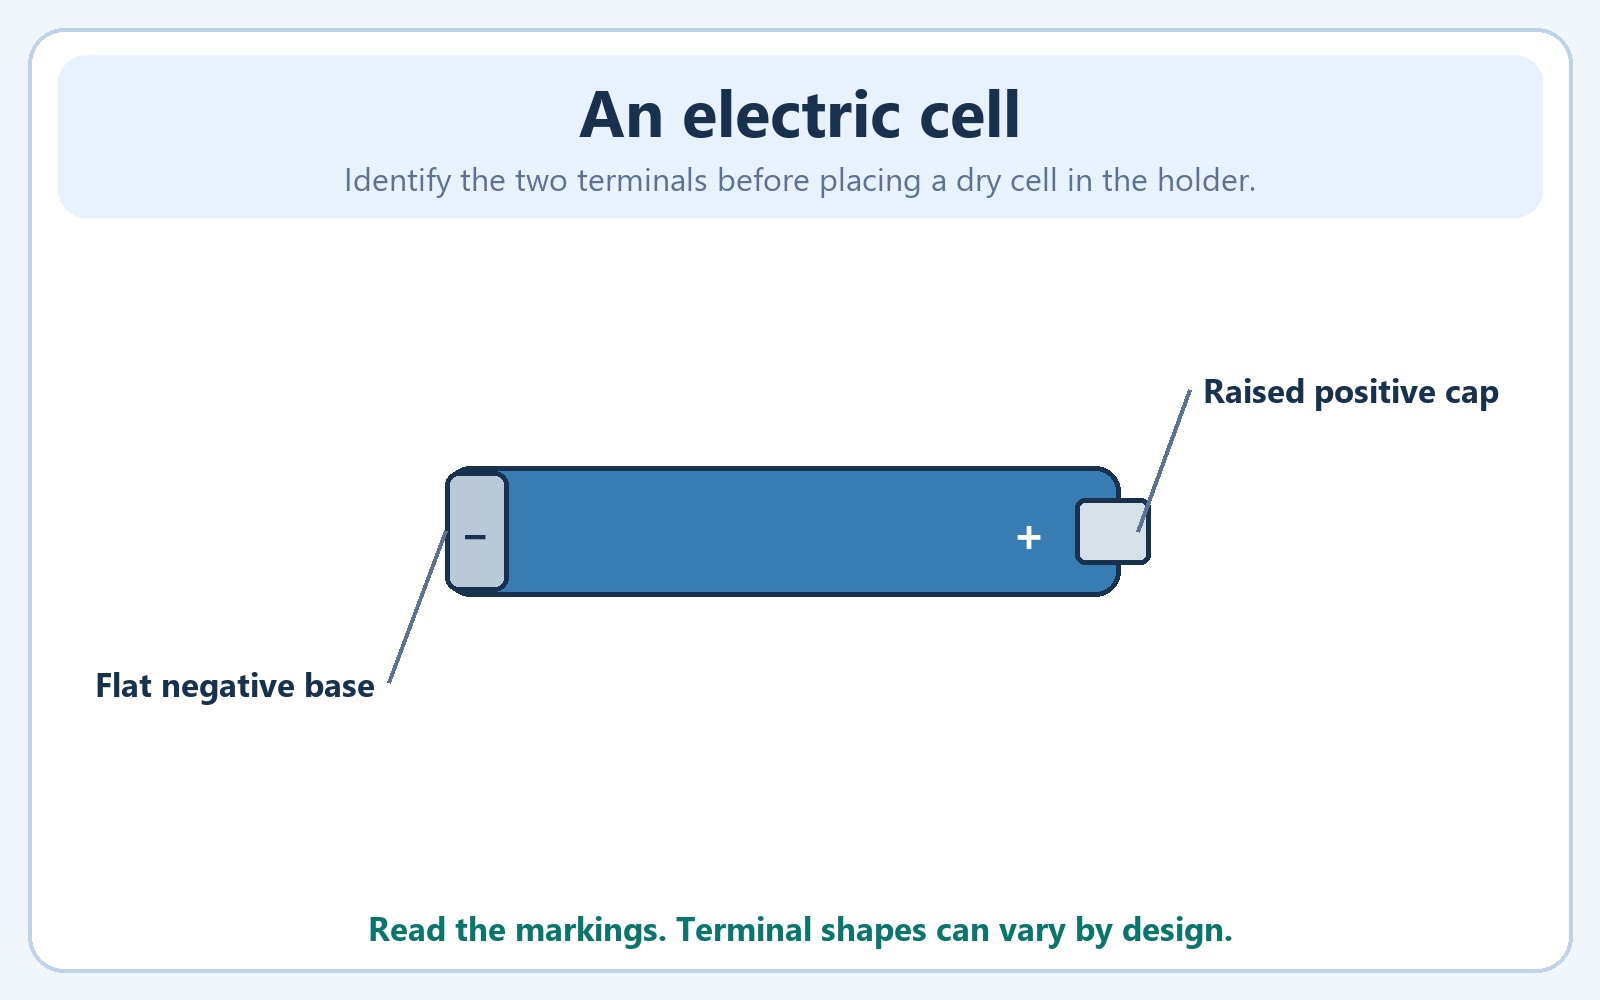 An electric cell
Identify the two terminals before placing a dry cell in the holder.
Raised positive cap
− +
Flat negative base
Read the markings. Terminal shapes can vary by design.